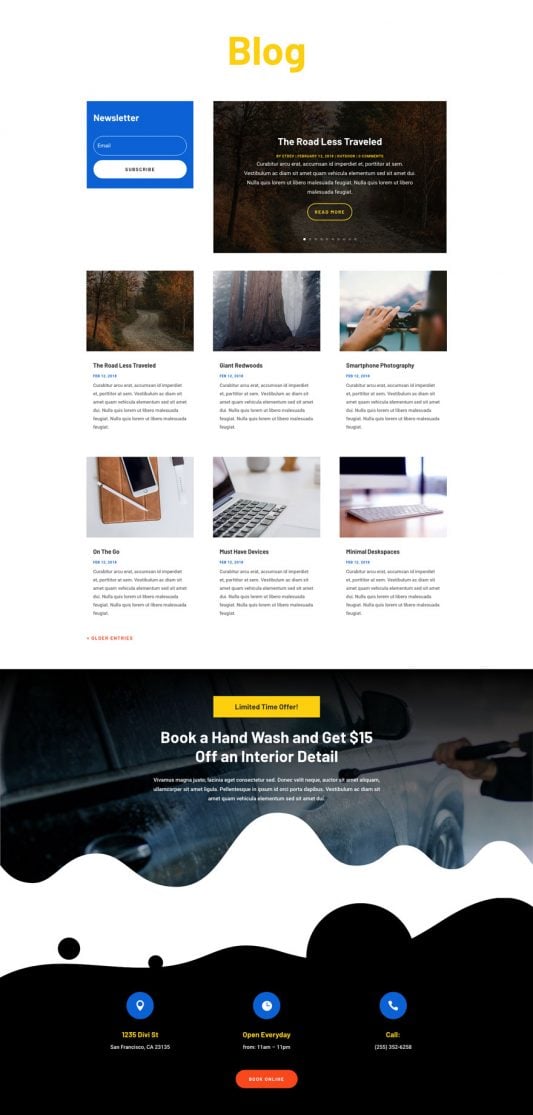 Blog
Newsletter
Email
SUBSCRIBE
The Road Less Traveled
BY ETDEV | FEBRUARY 12, 2018 | OUTDOOR | 0 COMMENTS
Curabitur arcu erat, accumsan id imperdiet et, porttitor at sem.
Vestibulum ac diam sit amet quam vehicula elementum sed sit amet dui.
Nulla quis lorem ut libero malesuada feugiat. Nulla quis lorem ut libero
malesuada feugiat.
READ MORE
The Road Less Traveled
FEB 12, 2018
Curabitur arcu erat, accumsan id imperdiet
et, porttitor at sem. Vestibulum ac diam sit
amet quam vehicula elementum sed sit amet
dui. Nulla quis lorem ut libero malesuada
feugiat. Nulla quis lorem ut libero malesuada
feugiat.
Giant Redwoods
FEB 12, 2018
Curabitur arcu erat, accumsan id imperdiet
et, porttitor at sem. Vestibulum ac diam sit
amet quam vehicula elementum sed sit amet
dui. Nulla quis lorem ut libero malesuada
feugiat. Nulla quis lorem ut libero malesuada
feugiat.
Smartphone Photography
FEB 12, 2018
Curabitur arcu erat, accumsan id imperdiet
et, porttitor at sem. Vestibulum ac diam sit
amet quam vehicula elementum sed sit amet
dui. Nulla quis lorem ut libero malesuada
feugiat. Nulla quis lorem ut libero malesuada
feugiat.
On The Go
FEB 12, 2018
Curabitur arcu erat, accumsan id imperdiet
et, porttitor at sem. Vestibulum ac diam sit
amet quam vehicula elementum sed sit amet
dui. Nulla quis lorem ut libero malesuada
feugiat. Nulla quis lorem ut libero malesuada
feugiat.
Must Have Devices
FEB 12, 2018
Curabitur arcu erat, accumsan id imperdiet
et, porttitor at sem. Vestibulum ac diam sit
amet quam vehicula elementum sed sit amet
dui. Nulla quis lorem ut libero malesuada
feugiat. Nulla quis lorem ut libero malesuada
feugiat.
Minimal Deskspaces
FEB 12, 2018
Curabitur arcu erat, accumsan id imperdiet
et, porttitor at sem. Vestibulum ac diam sit
amet quam vehicula elementum sed sit amet
dui. Nulla quis lorem ut libero malesuada
feugiat. Nulla quis lorem ut libero malesuada
feugiat.
« OLDER ENTRIES
Limited Time Offer!
Book a Hand Wash and Get $15
Off an Interior Detail
Vivamus magna justo, lacinia eget consectetur sed. Donec velit neque, auctor sit amet aliquam,
ullamcorper sit amet ligula. Pellentesque in ipsum id orci porta dapibus. Vestibulum ac diam sit
amet quam vehicula elementum sed sit amet dui.
1235 Divi St
San Francisco, CA 23135
Open Everyday
from: 11am – 11pm
Call:
(255) 352-6258
BOOK ONLINE